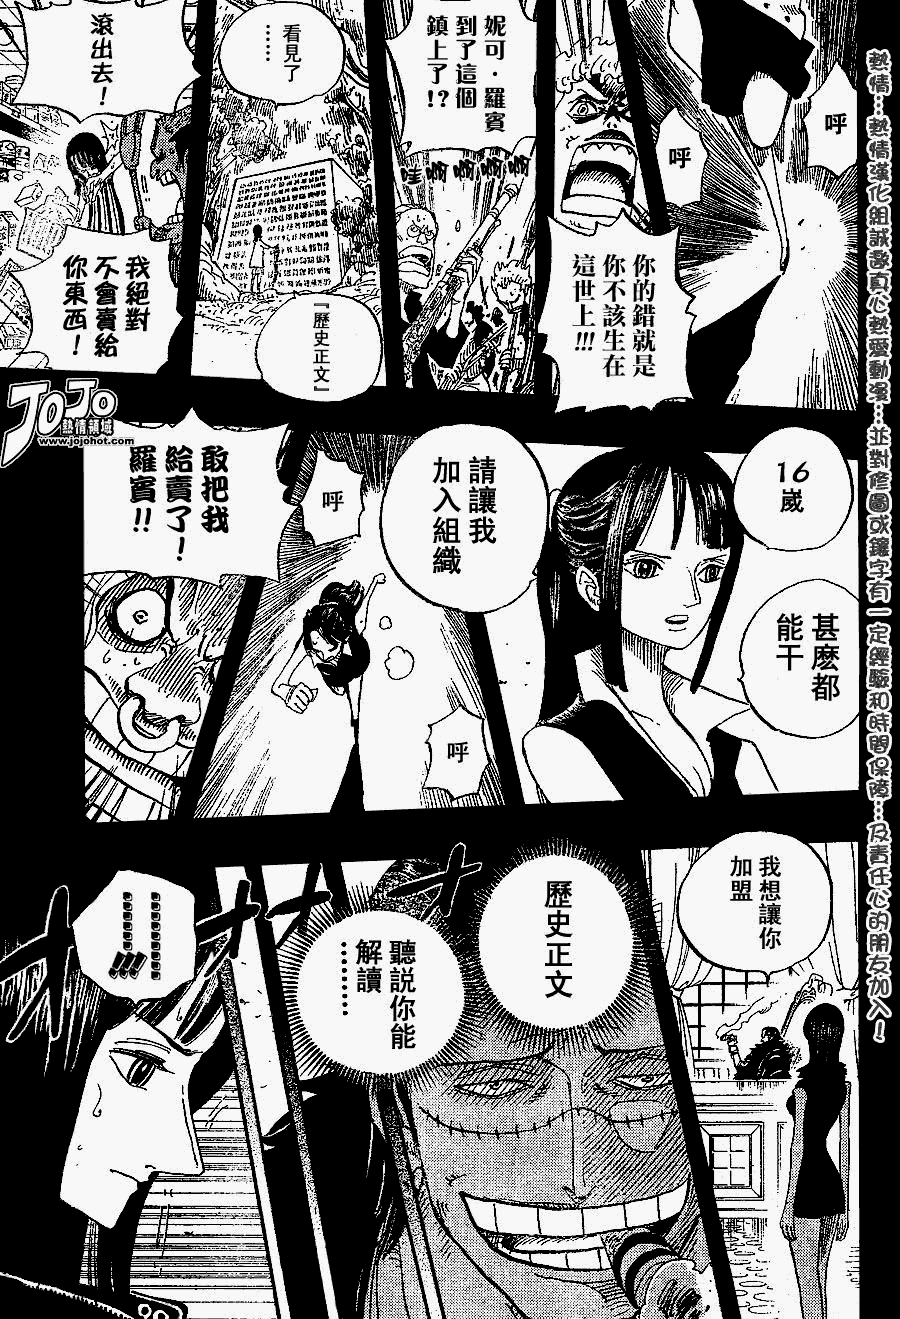 呼
呼
你的錯就是
你不該生在
這世上!!!
妮可·羅賓
到了這個
鎮上了!?
看見了
……
『歷史正文』
滾出去！
我絕對
不會賣給
你東西！
16
歲
甚麼都
能干
請讓我
加入組織
呼
呼
敢把我
給賣了！
羅賓!!
我想讓你
加盟
歷史正文
聽説你能
解讀
………
………!!!
JOJO
熱情領域
www.jojohot.com
熱情…熱情漢化組誠邀真心熱愛動漫…並對修圖或鑲字有一定經驗和時間保障…及責任心的朋友加入！